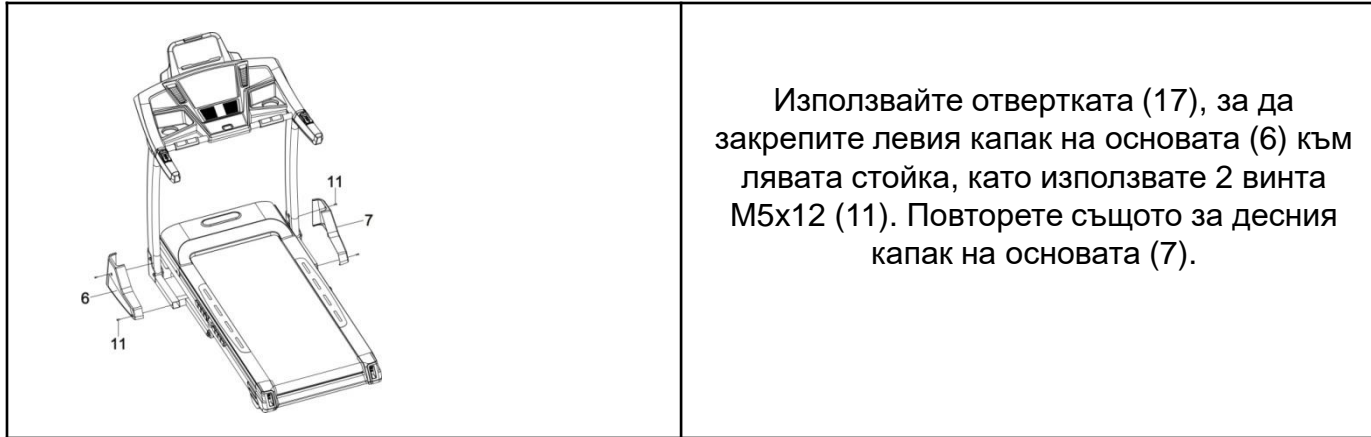 11
7
6
11
Използвайте отвертката (17), за да
закрепите левия капак на основата (6) към
лявата стойка, като използвате 2 винта
M5x12 (11). Повторете същото за десния
капак на основата (7).